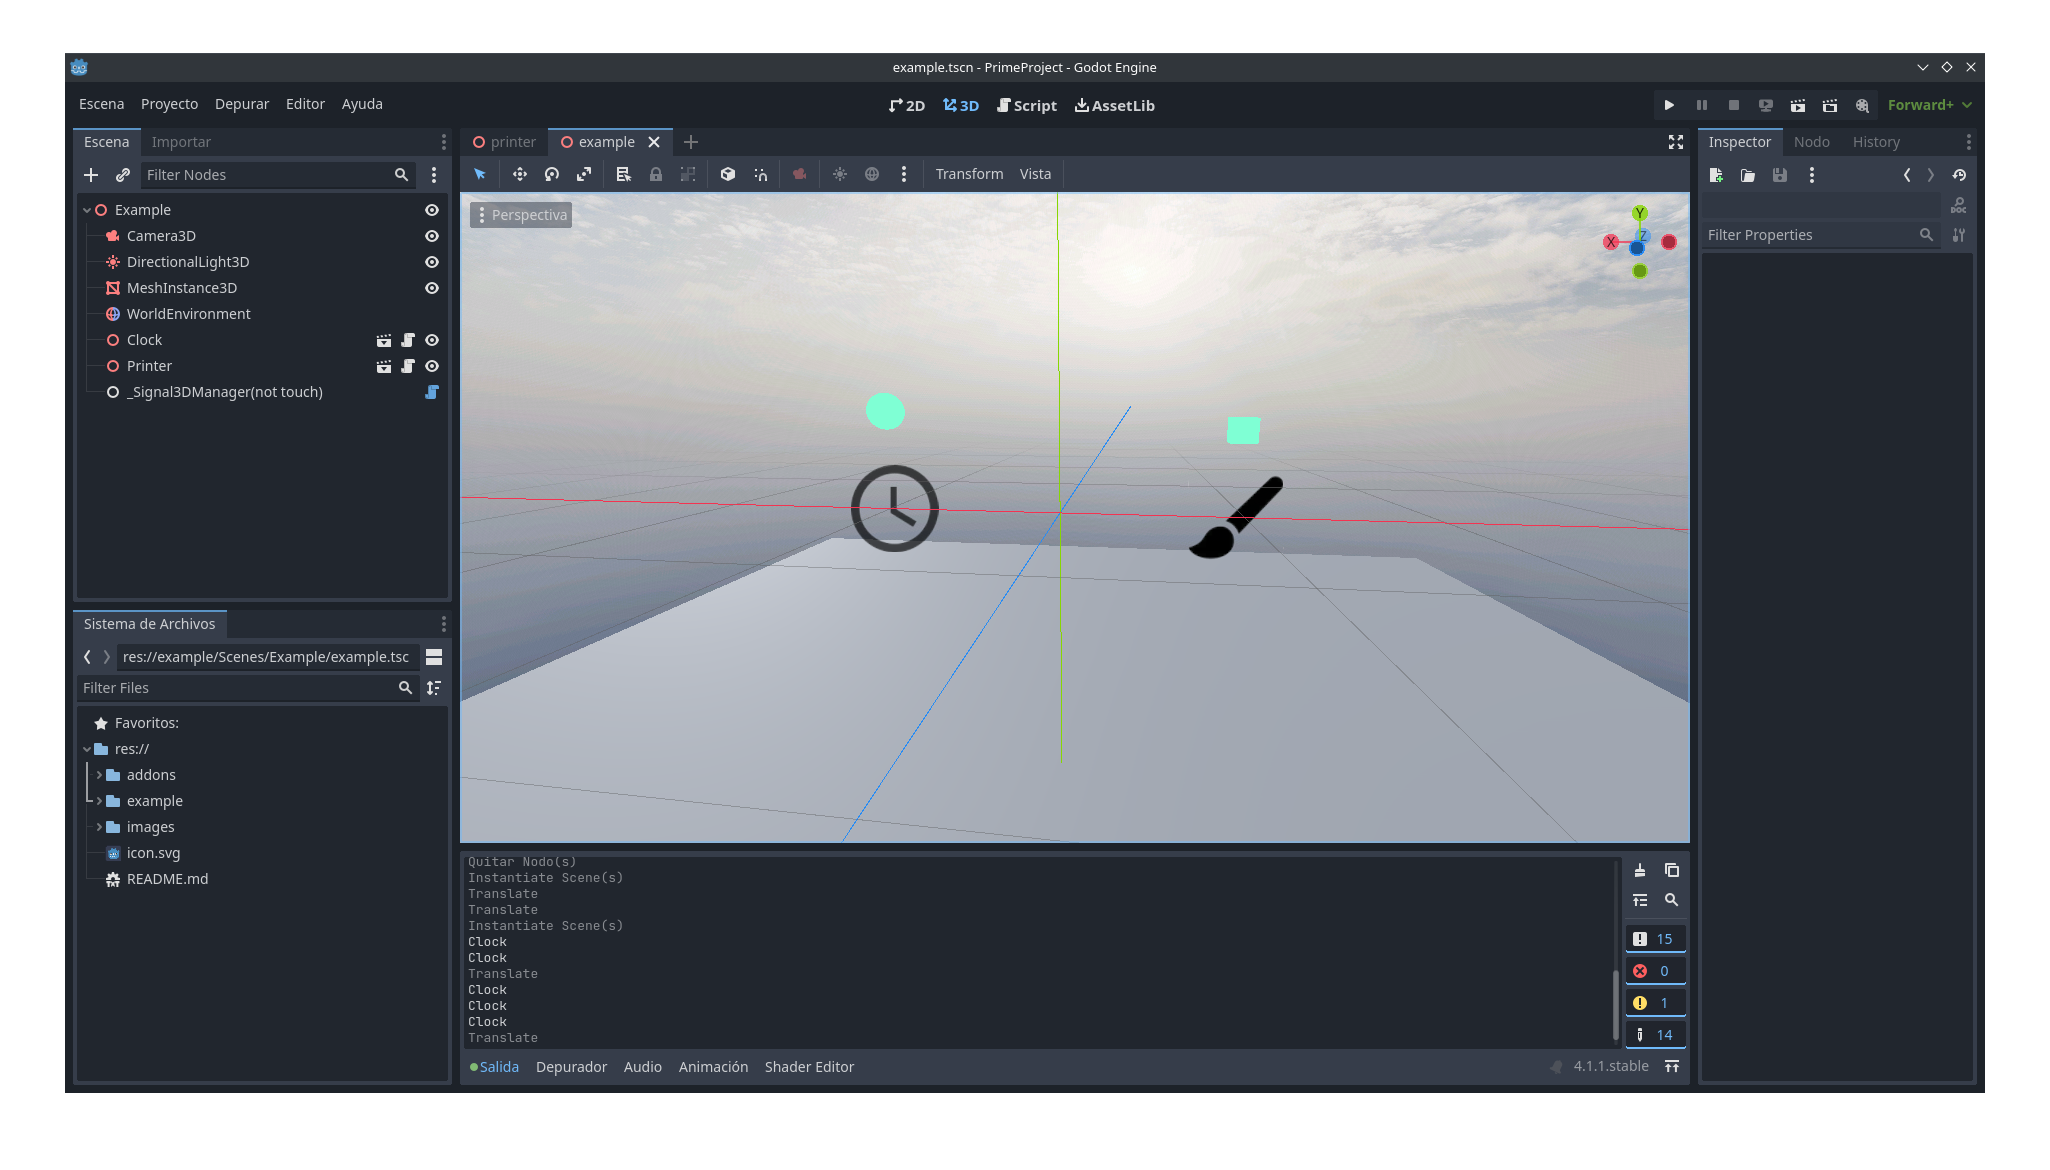 example.tscn - PrimeProject - Godot Engine
Escena Proyecto Depurar Editor Ayuda
2D 3D Script AssetLib
Forward+
Escena Importar
Filter Nodes
Example
Camera3D
DirectionalLight3D
MeshInstance3D
WorldEnvironment
Clock
Printer
_Signal3DManager(not touch)
Sistema de Archivos
res://example/Scenes/Example/example.tsc
Filter Files
Favoritos:
res://
addons
example
images
icon.svg
README.md
printer example
Transform Vista
Perspectiva
Y
X Z
Quitar Nodo(s)
Instantiate Scene(s)
Translate
Translate
Instantiate Scene(s)
Clock
Clock
Translate
Clock
Clock
Clock
Translate
15
0
1
14
Salida Depurador Audio Animación Shader Editor
4.1.1.stable
Inspector Nodo History
DOC
Filter Properties